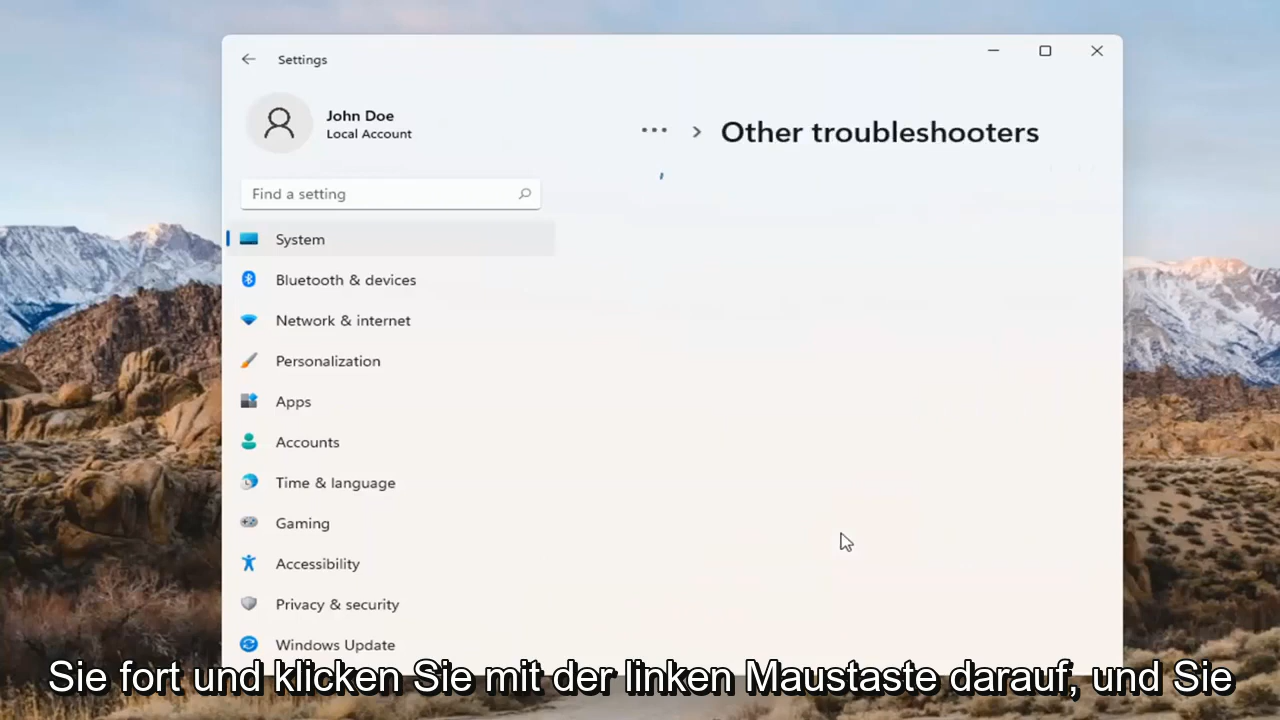 Settings
John Doe
Local Account
••• > Other troubleshooters
Find a setting
System
Bluetooth & devices
Network & internet
Personalization
Apps
Accounts
Time & language
Gaming
Accessibility
Privacy & security
Windows Update
Sie fort und klicken Sie mit der linken Maustaste darauf, und Sie